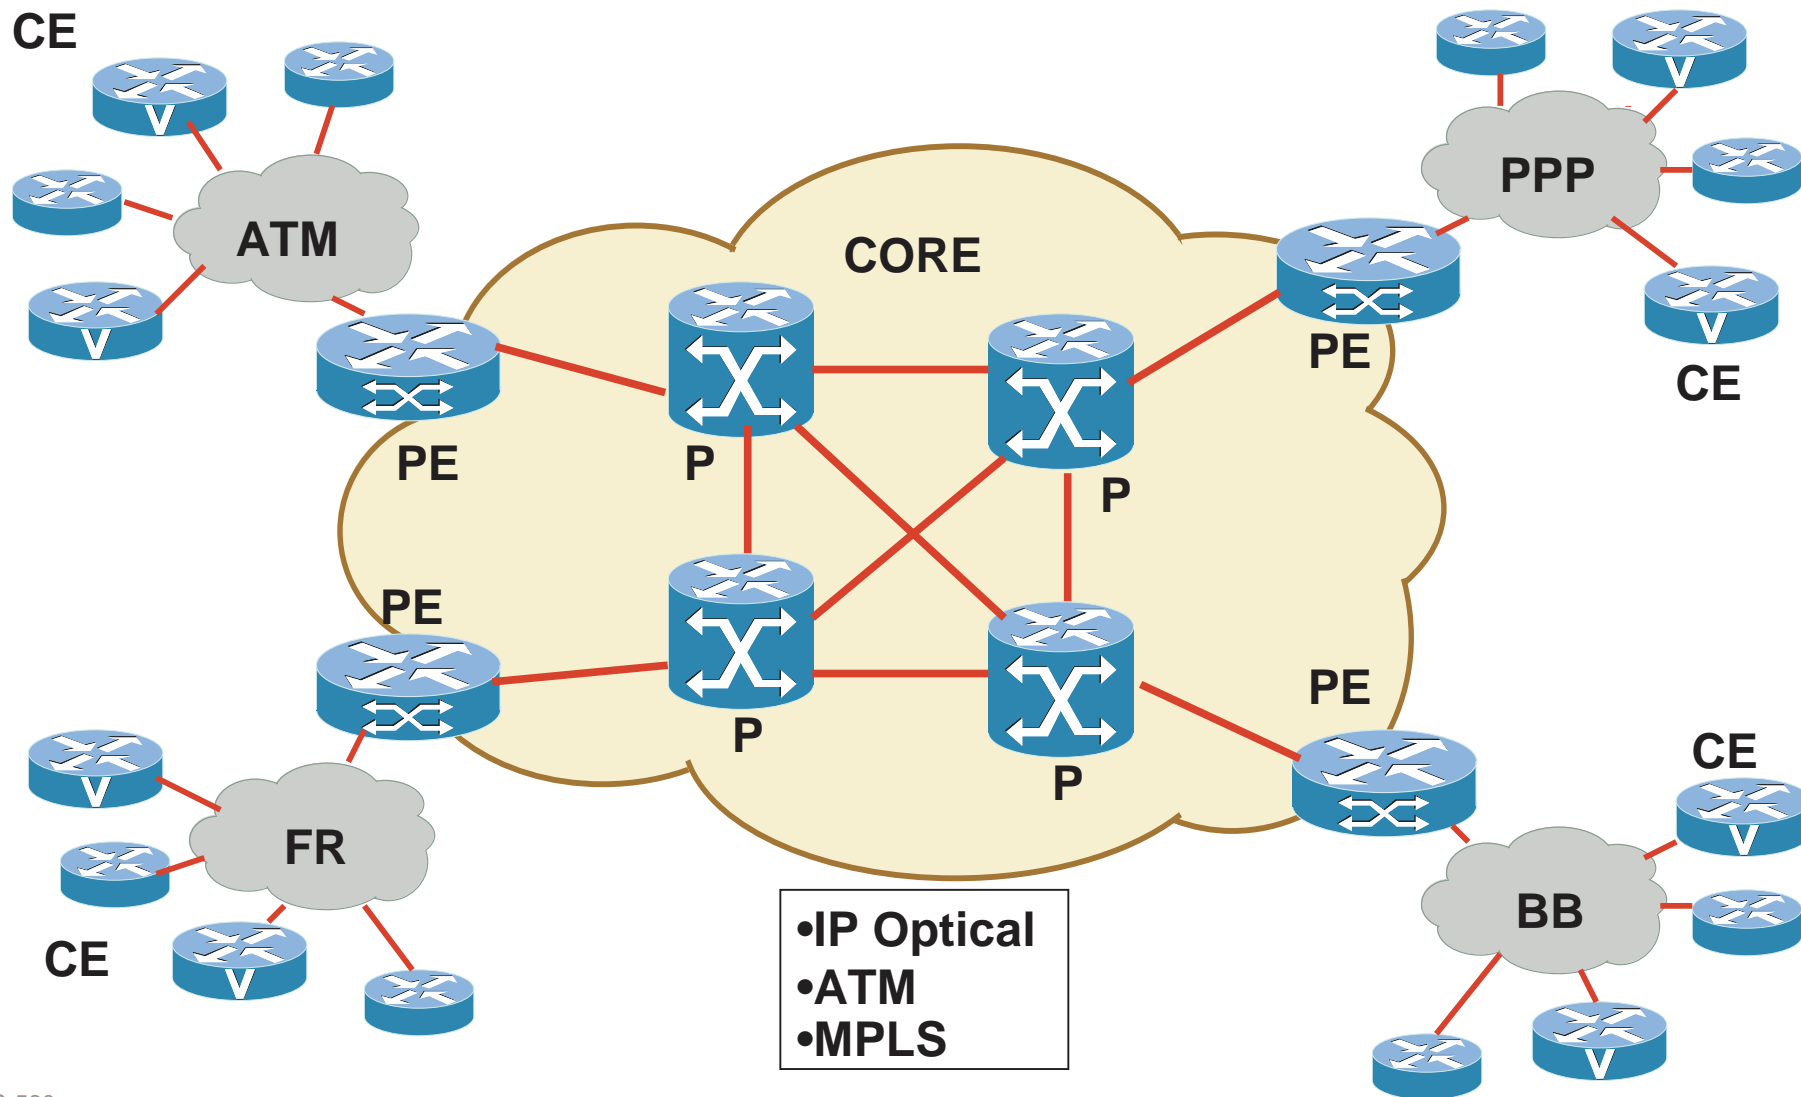 CE
V
V
ATM
V
PPP
CORE
V
CE
PE
PE
P
P
PE
PE
P
P
V
FR
CE
V
CE
V
BB
V
•IP Optical
•ATM
•MPLS